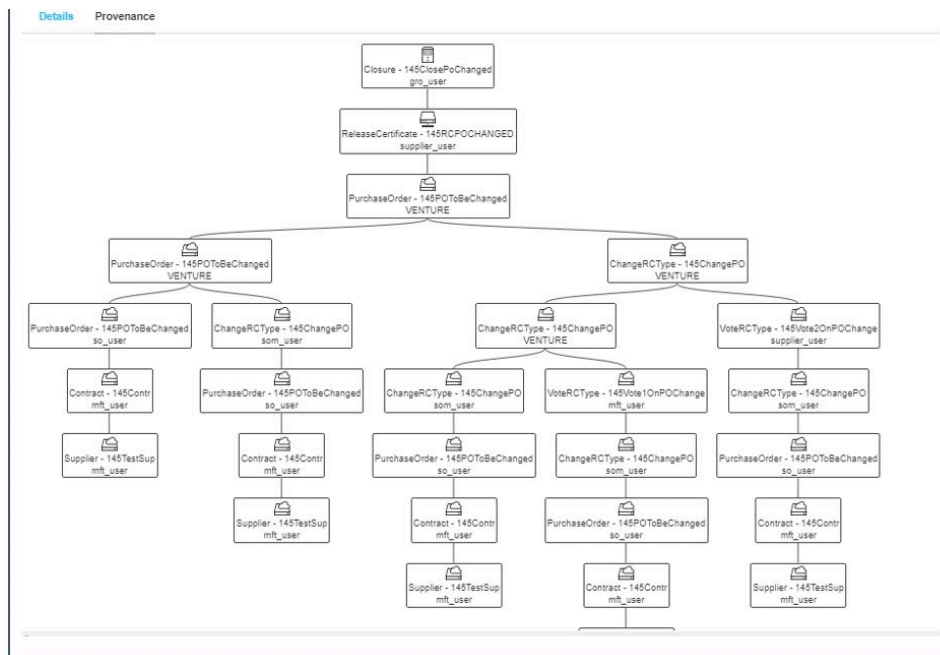 Details Provenance
Closure - 145ClosePoChanged
gro_user
ReleaseCertificate - 145RCPOCHANGED
supplier_user
PurchaseOrder - 145POToBeChanged
VENTURE
PurchaseOrder - 145POToBeChanged
VENTURE
ChangeRCType - 145ChangePO
VENTURE
PurchaseOrder - 145POToBeChanged
so_user
ChangeRCType - 145ChangePO
som_user
ChangeRCType - 145ChangePO
VENTURE
VoteRCType - 145Vote2OnPOChange
supplier_user
Contract - 145Contr
mft_user
PurchaseOrder - 145POToBeChanged
so_user
ChangeRCType - 145ChangePO
som_user
VoteRCType - 145Vote1OnPOChange
mft_user
ChangeRCType - 145ChangePO
som_user
Supplier - 145TestSup
mft_user
Contract - 145Contr
mft_user
PurchaseOrder - 145POToBeChanged
so_user
ChangeRCType - 145ChangePO
som_user
PurchaseOrder - 145POToBeChanged
so_user
Supplier - 145TestSup
mft_user
Contract - 145Contr
mft_user
PurchaseOrder - 145POToBeChanged
so_user
Contract - 145Contr
mft_user
Supplier - 145TestSup
mft_user
Contract - 145Contr
mft_user
Supplier - 145TestSup
mft_user